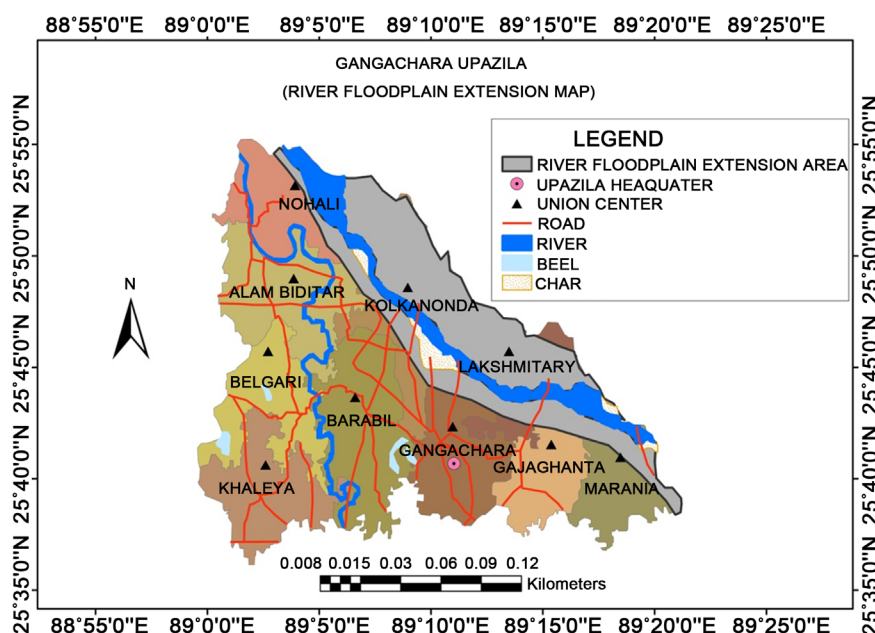 88°55'0"E 89°0'0"E 89°5'0"E 89°10'0"E 89°15'0"E 89°20'0"E 89°25'0"E
GANGACHARA UPAZILA
(RIVER FLOODPLAIN EXTENSION MAP)
LEGEND
RIVER FLOODPLAIN EXTENSION AREA
UPAZILA HEAQUATER
UNION CENTER
ROAD
RIVER
BEEL
CHAR
25°55'0"N
25°50'0"N
25°45'0"N
25°40'0"N
25°35'0"N
25°55'0"N
25°50'0"N
25°45'0"N
25°40'0"N
25°35'0"N
N
NOHALI
ALAM BIDITAR
KOLKANONDA
LAKSHMITARY
BELGARI
BARABIL
GANGACHARA
GAJAGHANTA
KHALEYA
MARANIA
0.008 0.015 0.03 0.06 0.09 0.12
Kilometers
88°55'0"E 89°0'0"E 89°5'0"E 89°10'0"E 89°15'0"E 89°20'0"E 89°25'0"E